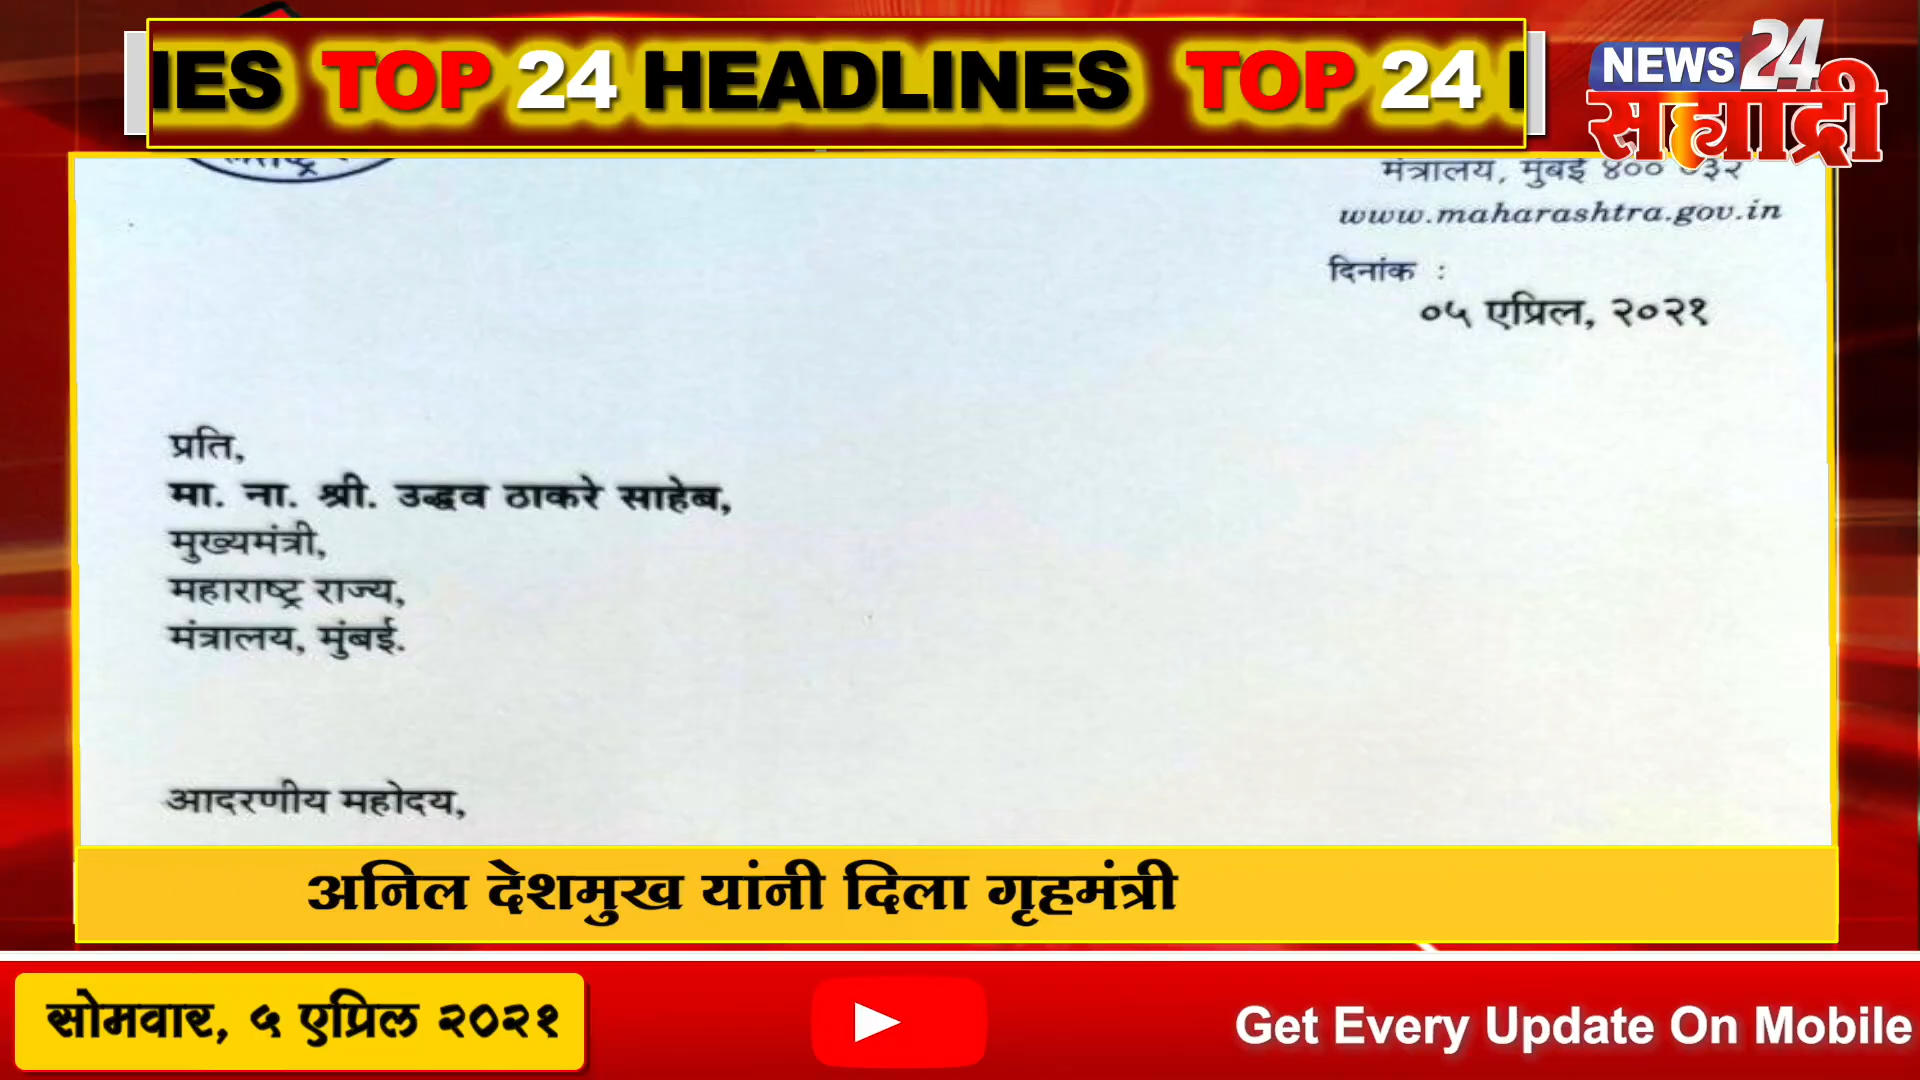 IES TOP 24 HEADLINES TOP 24
NEWS 24
सह्याद्री
मंत्रालय, मुंबई ४०० ०३२
www.maharashtra.gov.in
दिनांक :
०५ एप्रिल, २०२१
प्रति,
मा. ना. श्री. उद्धव ठाकरे साहेब,
मुख्यमंत्री,
महाराष्ट्र राज्य,
मंत्रालय, मुंबई.
आदरणीय महोदय,
अनिल देशमुख यांनी दिला गृहमंत्री
सोमवार, ५ एप्रिल २०२१
Get Every Update On Mobile